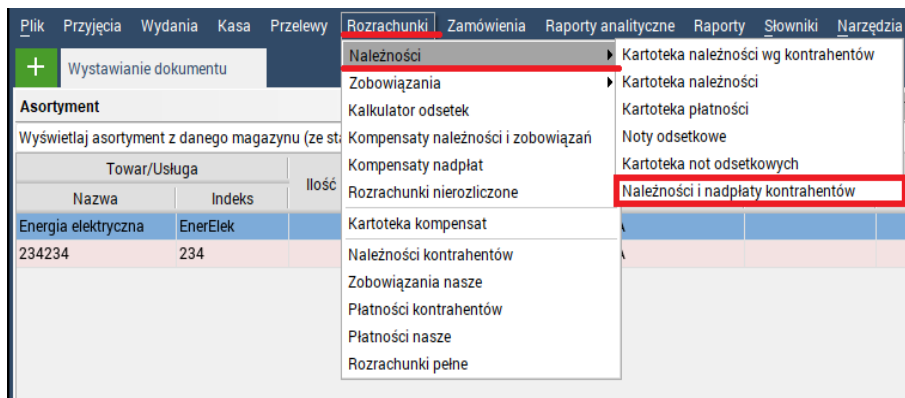 Plik Przyjęcia Wydania Kasa Przelewy Rozrachunki Zamówienia Raporty analityczne Raporty Słowniki Narzędzia
+ Wystawianie dokumentu
Asortyment
Wyświetlaj asortyment z danego magazynu (ze sta
Towar/Usługa
Ilość
Nazwa Indeks
Energia elektryczna EnerElek
234234 234
Należności
Zobowiązania
Kalkulator odsetek
Kompensaty należności i zobowiązań
Kompensaty nadpłat
Rozrachunki nierozliczone
Kartoteka kompensat
Należności kontrahentów
Zobowiązania nasze
Płatności kontrahentów
Płatności nasze
Rozrachunki pełne
Kartoteka należności wg kontrahentów
Kartoteka należności
Kartoteka płatności
Noty odsetkowe
Kartoteka not odsetkowych
Należności i nadpłaty kontrahentów